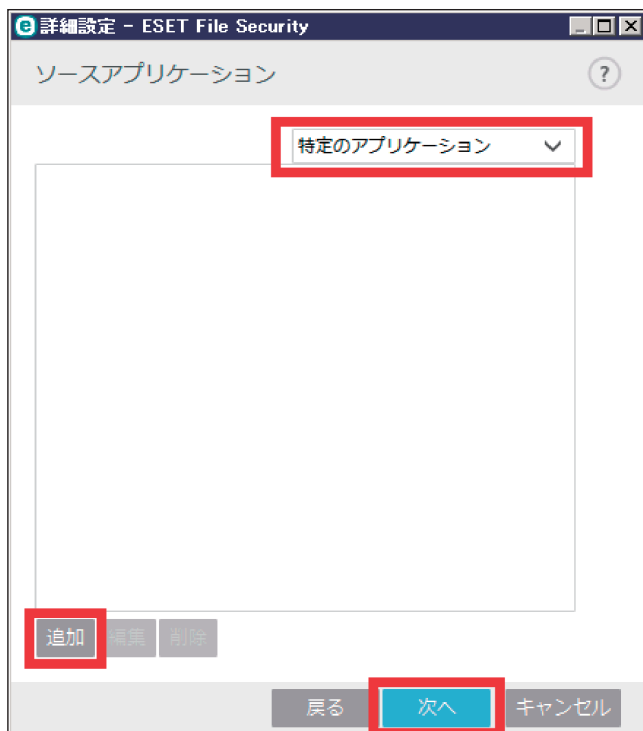 詳細設定 - ESET File Security
ソースアプリケーション
?
特定のアプリケーション
追加 編集 削除
戻る 次へ キャンセル